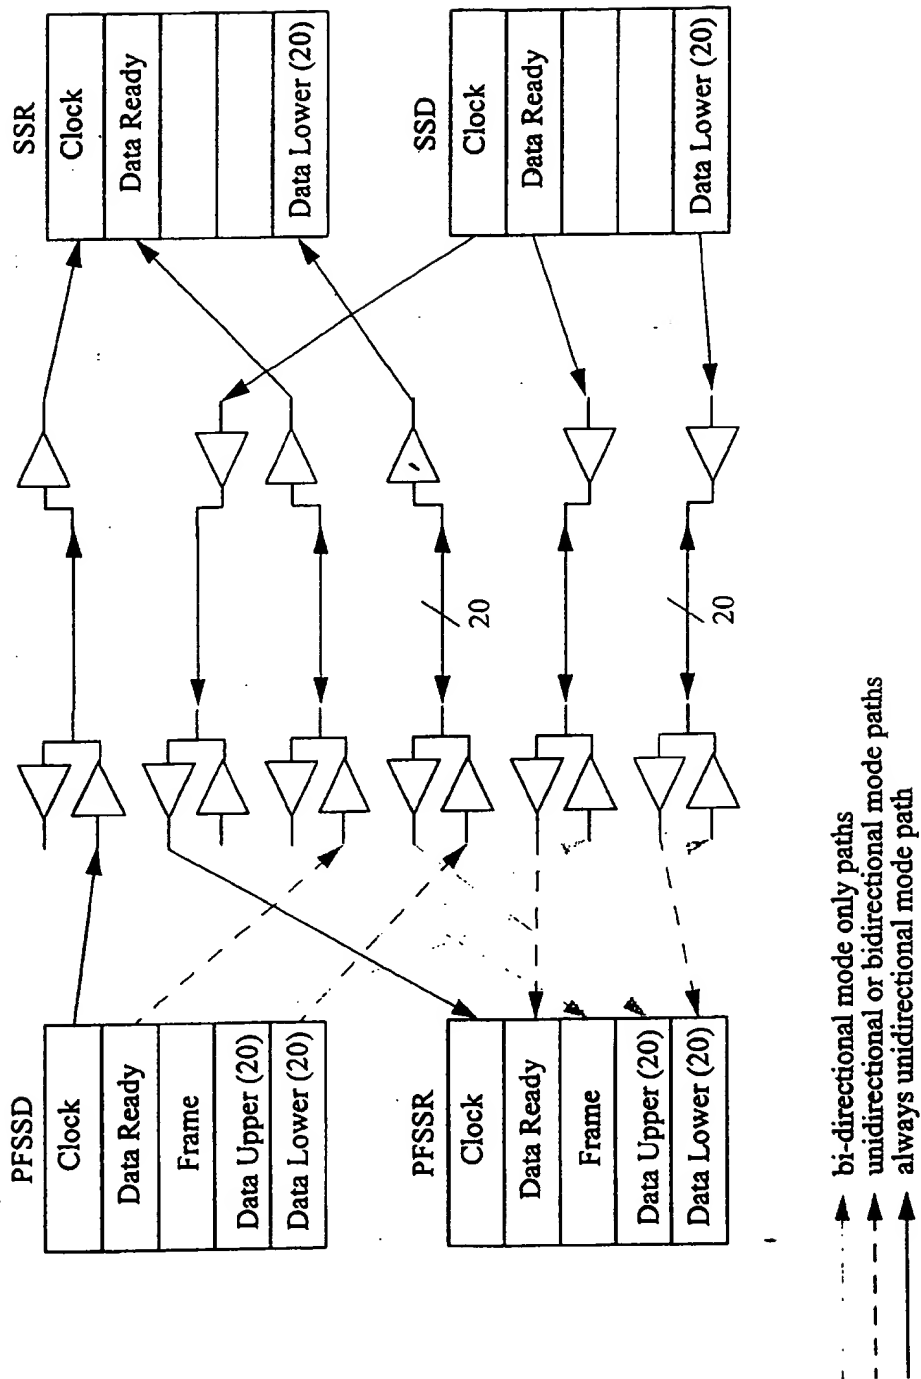 PFSSD
Clock
Data Ready
Frame
Data Upper (20)
Data Lower (20)
PFSSR
Clock
Data Ready
Frame
Data Upper (20)
Data Lower (20)
20
20
SSR
Clock
Data Ready
Data Lower (20)
SSD
Clock
Data Ready
Data Lower (20)
bi-directional mode only paths
unidirectional or bidirectional mode paths
always unidirectional mode path